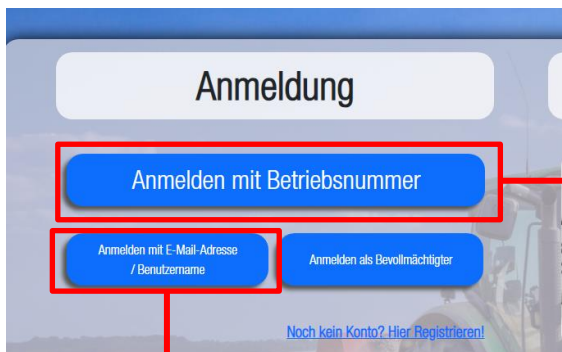 Anmeldung
Anmelden mit Betriebsnummer
Anmelden mit E-Mail-Adresse
/ Benutzername
Anmelden als Bevollmächtigter
Noch kein Konto? Hier Registrieren!